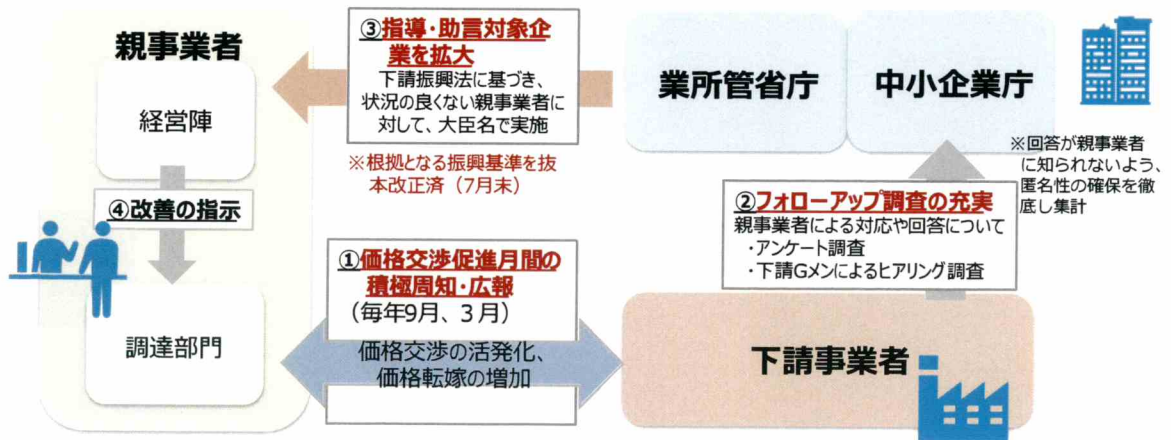 親事業者
経営陣
④改善の指示
調達部門
③指導・助言対象企
業を拡大
下請振興法に基づき、
状況の良くない親事業者に
対して、大臣名で実施
※根拠となる振興基準を抜
本改正済（7月末）
①価格交渉促進月間の
積極周知・広報
（毎年9月、３月）
価格交渉の活発化、
価格転嫁の増加
業所管省庁
中小企業庁
※回答が親事業者
に知られないよう、
匿名性の確保を徹
底し集計
②フォローアップ調査の充実
親事業者による対応や回答について
・アンケート調査
・下請Gメンによるヒアリング調査
下請事業者